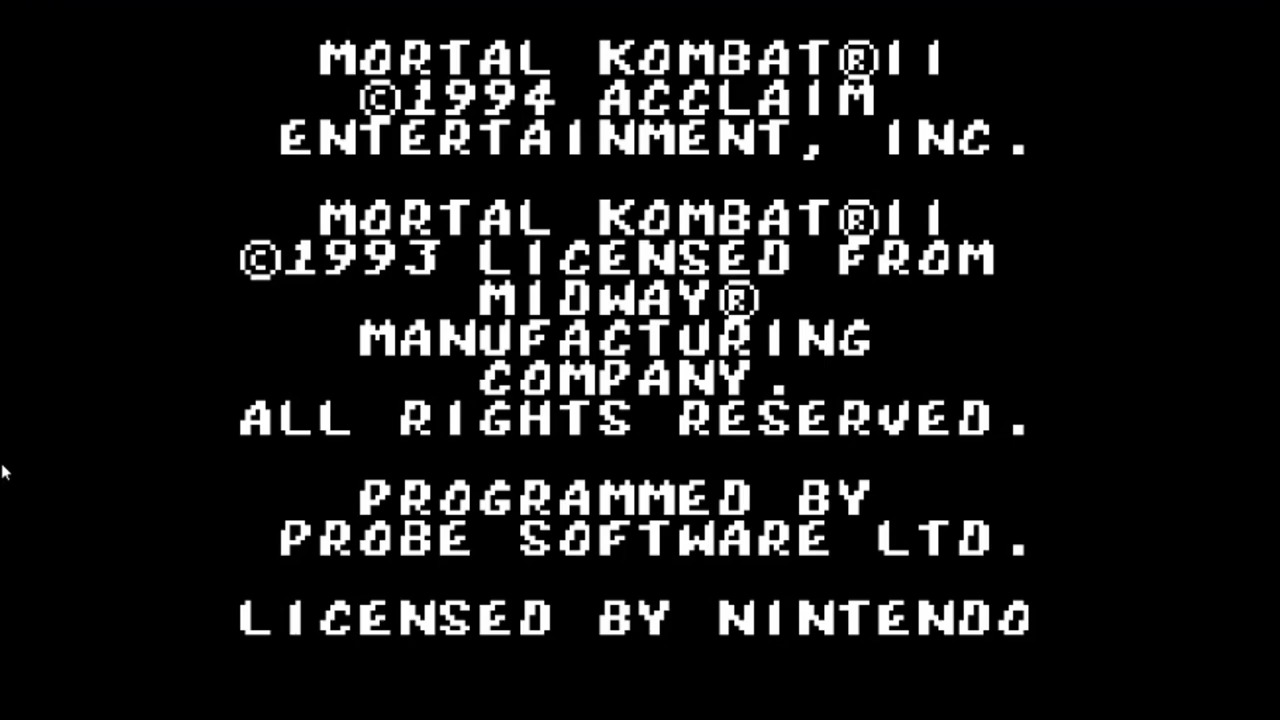 MORTAL KOMBAT®II
©1994 ACCLAIM
ENTERTAINMENT, INC.
MORTAL KOMBAT®II
©1993 LICENSED FROM
MIDWAY®
MANUFACTURING
COMPANY.
ALL RIGHTS RESERVED.
PROGRAMMED BY
PROBE SOFTWARE LTD.
LICENSED BY NINTENDO